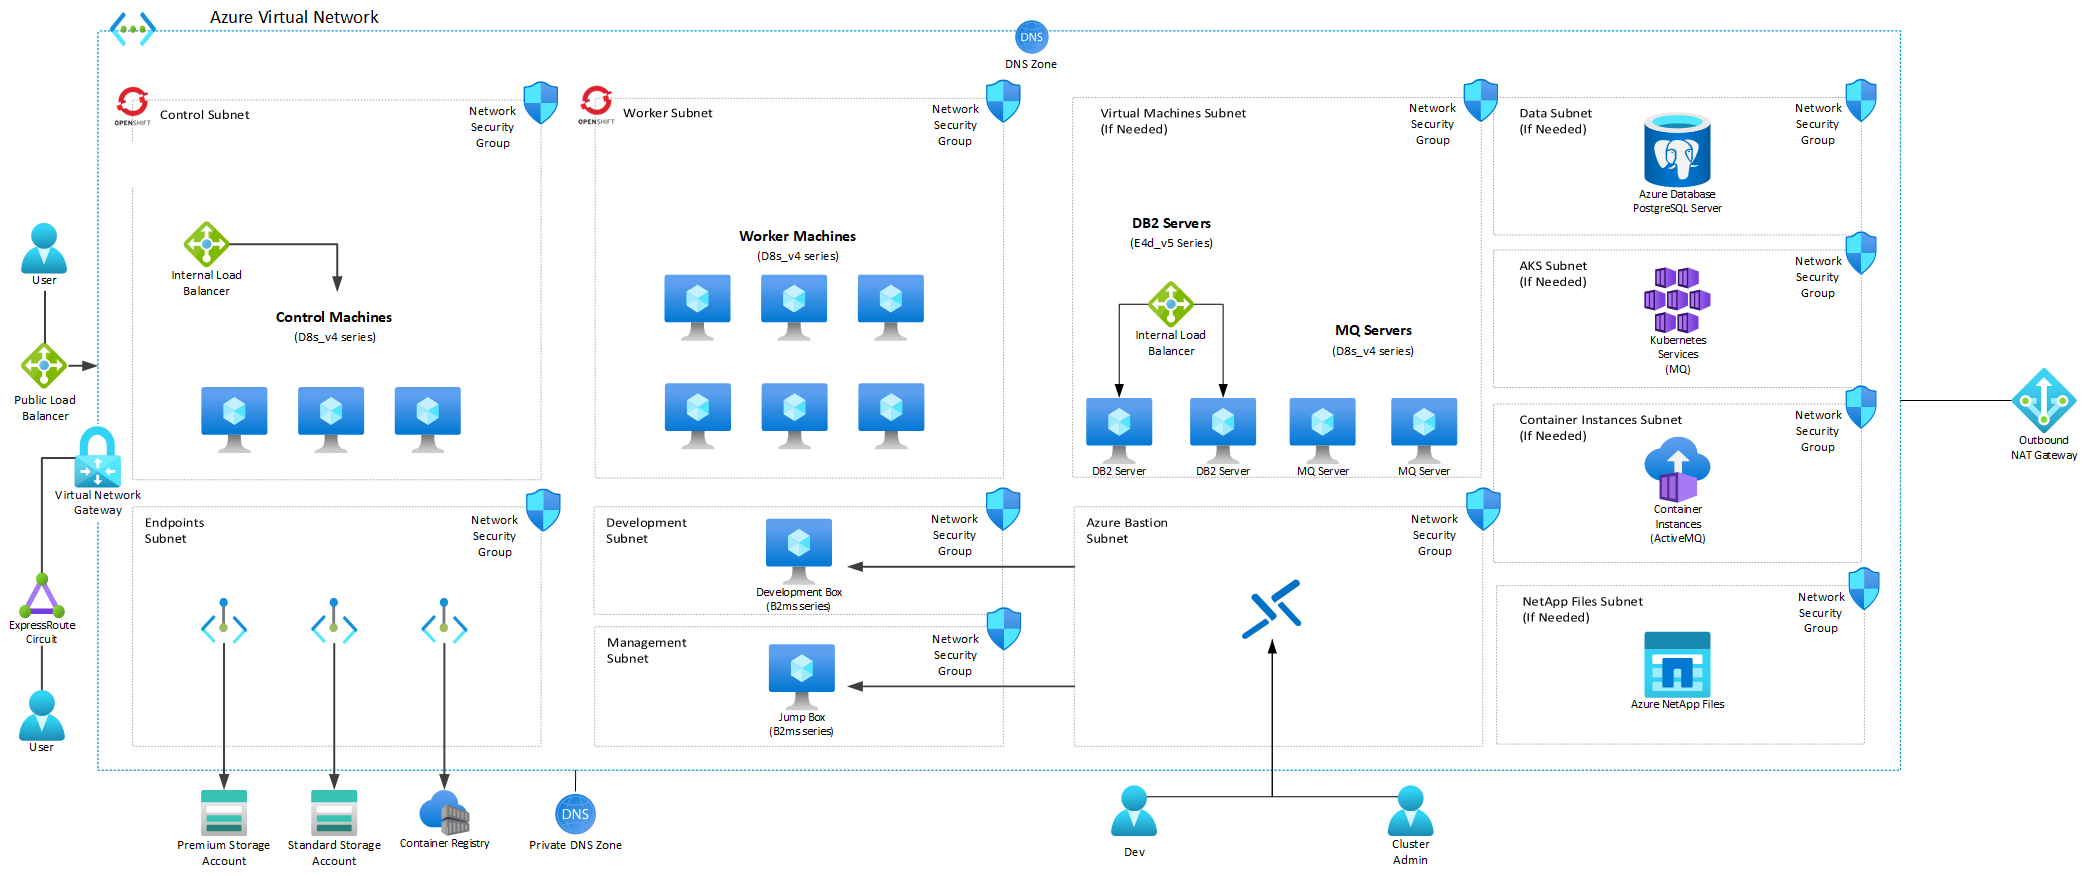 Azure Virtual Network
DNS
DNS Zone
OPENSHIFT
Control Subnet
Network
Security
Group
Internal Load
Balancer
Control Machines
(D8s_v4 series)
OPENSHIFT
Worker Subnet
Network
Security
Group
Worker Machines
(D8s_v4 series)
Virtual Machines Subnet
(If Needed)
Network
Security
Group
DB2 Servers
(E4d_v5 Series)
Internal Load
Balancer
MQ Servers
(D8s_v4 series)
DB2 Server
DB2 Server
MQ Server
MQ Server
Data Subnet
(If Needed)
Network
Security
Group
Azure Database
PostgreSQL Server
AKS Subnet
(If Needed)
Network
Security
Group
Kubernetes
Services
(MQ)
Container Instances Subnet
(If Needed)
Network
Security
Group
Container
Instances
(ActiveMQ)
NetApp Files Subnet
(If Needed)
Network
Security
Group
Azure NetApp Files
Outbound
NAT Gateway
User
Public Load
Balancer
Virtual Network
Gateway
ExpressRoute
Circuit
User
Endpoints
Subnet
Network
Security
Group
Development
Subnet
Network
Security
Group
Development Box
(B2ms series)
Management
Subnet
Network
Security
Group
Jump Box
(B2ms series)
Azure Bastion
Subnet
Network
Security
Group
Premium Storage
Account
Standard Storage
Account
Container Registry
DNS
Private DNS Zone
Dev
Cluster
Admin